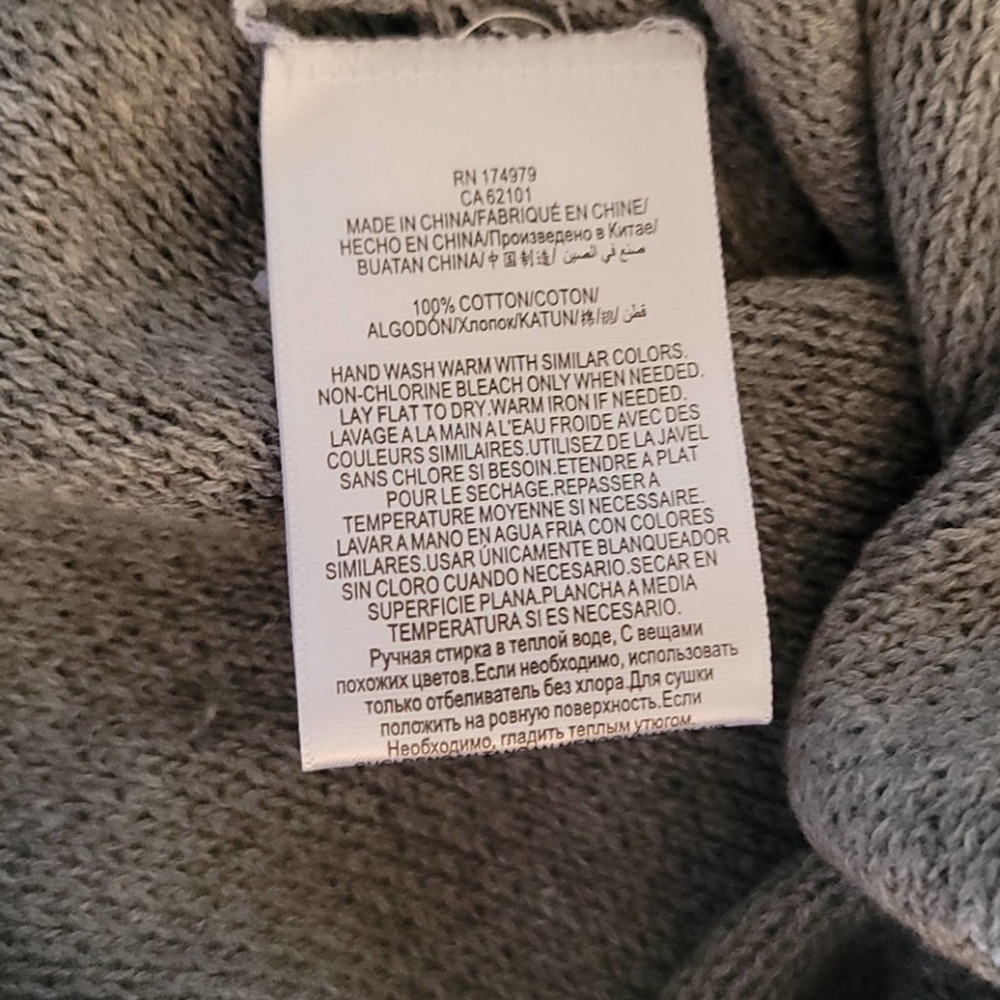 RN 174979
CA 62101
MADE IN CHINA/FABRIQUÉ EN CHINE/
HECHO EN CHINA/Произведено в Китае/
BUATAN CHINA/中国制造/ صنع في الصين
100% COTTON/COTON/
ALGODÓN/Хлопок/KATUN/棉/ قطن
HAND WASH WARM WITH SIMILAR COLORS.
NON-CHLORINE BLEACH ONLY WHEN NEEDED.
LAY FLAT TO DRY.WARM IRON IF NEEDED.
LAVAGE A LA MAIN A L'EAU FROIDE AVEC DES
COULEURS SIMILAIRES.UTILISEZ DE LA JAVEL
SANS CHLORE SI BESOIN.ETENDRE A PLAT
POUR LE SECHAGE.REPASSER A
TEMPERATURE MOYENNE SI NECESSAIRE.
LAVAR A MANO EN AGUA FRIA CON COLORES
SIMILARES.USAR ÚNICAMENTE BLANQUEADOR
SIN CLORO CUANDO NECESARIO.SECAR EN
SUPERFICIE PLANA.PLANCHA A MEDIA
TEMPERATURA SI ES NECESARIO.
Ручная стирка в теплой воде, С вещами
похожих цветов.Если необходимо, использовать
только отбеливатель без хлора.Для сушки
положить на ровную поверхность.Если
Необходимо, гладить теплым утюгом.